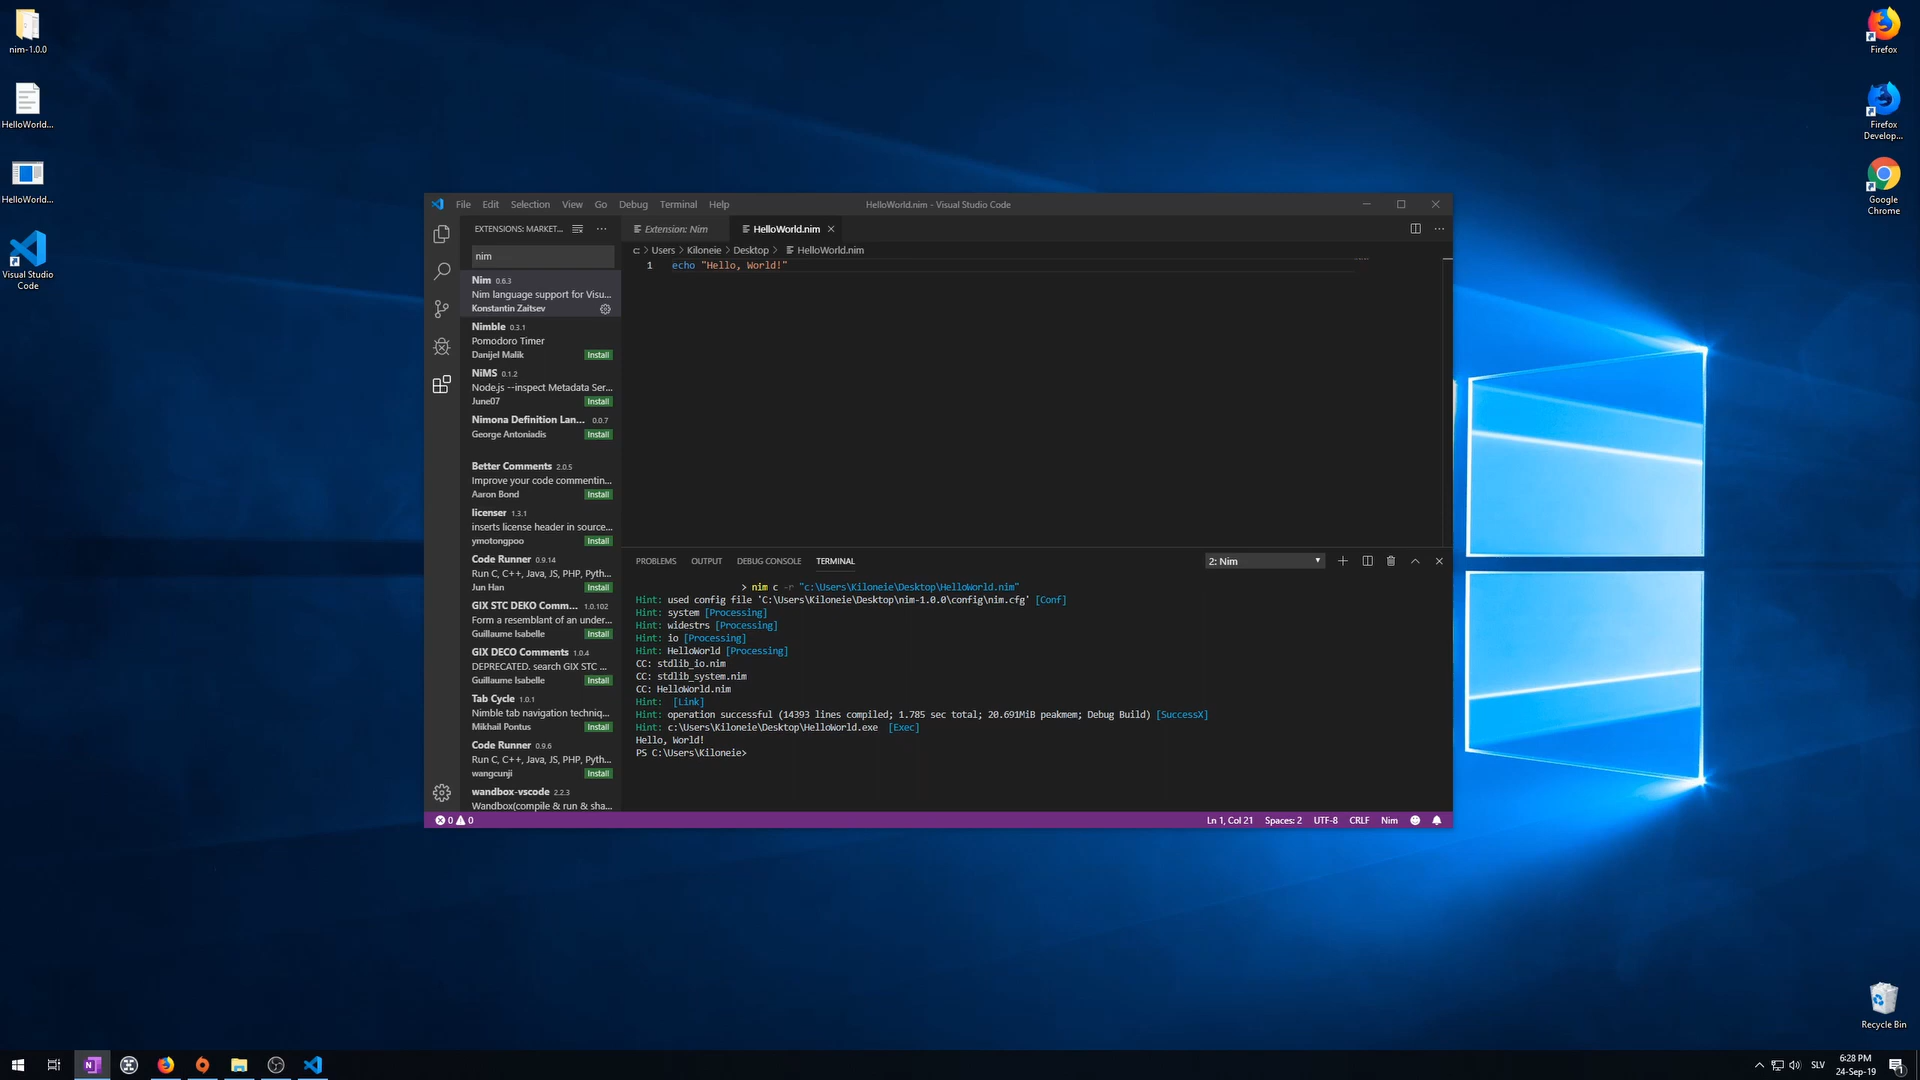 nim-1.0.0
HelloWorld...
HelloWorld...
Visual Studio
Code
Firefox
Firefox
Develop...
Google
Chrome
Recycle Bin
File Edit Selection View Go Debug Terminal Help
HelloWorld.nim - Visual Studio Code
EXTENSIONS: MARKET...
nim
Nim 0.6.3
Nim language support for Visu...
Konstantin Zaitsev
Nimble 0.3.1
Pomodoro Timer
Danijel Malik Install
NiMS 0.1.2
Node.js --inspect Metadata Ser...
June07 Install
Nimona Definition Lan... 0.0.7
George Antoniadis Install
Better Comments 2.0.5
Improve your code commentin...
Aaron Bond Install
licenser 1.3.1
inserts license header in source...
ymotongpoo Install
Code Runner 0.9.14
Run C, C++, Java, JS, PHP, Pyth...
Jun Han Install
GIX STC DEKO Comm... 1.0.102
Form a resemblant of an under...
Guillaume Isabelle Install
GIX DECO Comments 1.0.4
DEPRECATED. search GIX STC ...
Guillaume Isabelle Install
Tab Cycle 1.0.1
Nimble tab navigation techniq...
Mikhail Pontus Install
Code Runner 0.9.6
Run C, C++, Java, JS, PHP, Pyth...
wangcunji Install
wandbox-vscode 2.2.3
Wandbox(compile & run & sha...
Extension: Nim HelloWorld.nim
c: > Users > Kiloneie > Desktop > HelloWorld.nim
1 echo "Hello, World!"
PROBLEMS OUTPUT DEBUG CONSOLE TERMINAL 2: Nim
> nim c -r "c:\Users\Kiloneie\Desktop\HelloWorld.nim"
Hint: used config file 'C:\Users\Kiloneie\Desktop\nim-1.0.0\config\nim.cfg' [Conf]
Hint: system [Processing]
Hint: widestrs [Processing]
Hint: io [Processing]
Hint: HelloWorld [Processing]
CC: stdlib_io.nim
CC: stdlib_system.nim
CC: HelloWorld.nim
Hint: [Link]
Hint: operation successful (14393 lines compiled; 1.785 sec total; 20.691MiB peakmem; Debug Build) [SuccessX]
Hint: c:\Users\Kiloneie\Desktop\HelloWorld.exe [Exec]
Hello, World!
PS C:\Users\Kiloneie>
0 0 Ln 1, Col 21 Spaces: 2 UTF-8 CRLF Nim
N
SLV
6:28 PM
24-Sep-19
1